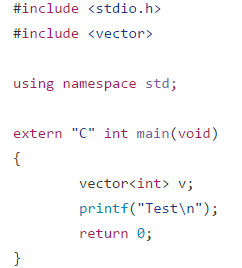 #include <stdio.h>
#include <vector>

using namespace std;

extern "C" int main(void)
{
        vector<int> v;
        printf("Test\n");
        return 0;
}